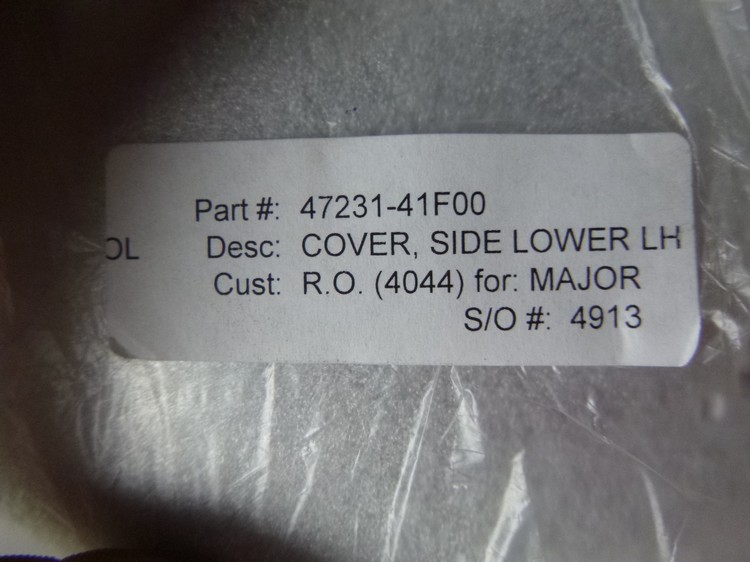 Part #: 47231-41F00
OL Desc: COVER, SIDE LOWER LH
Cust: R.O. (4044) for: MAJOR
S/O #: 4913